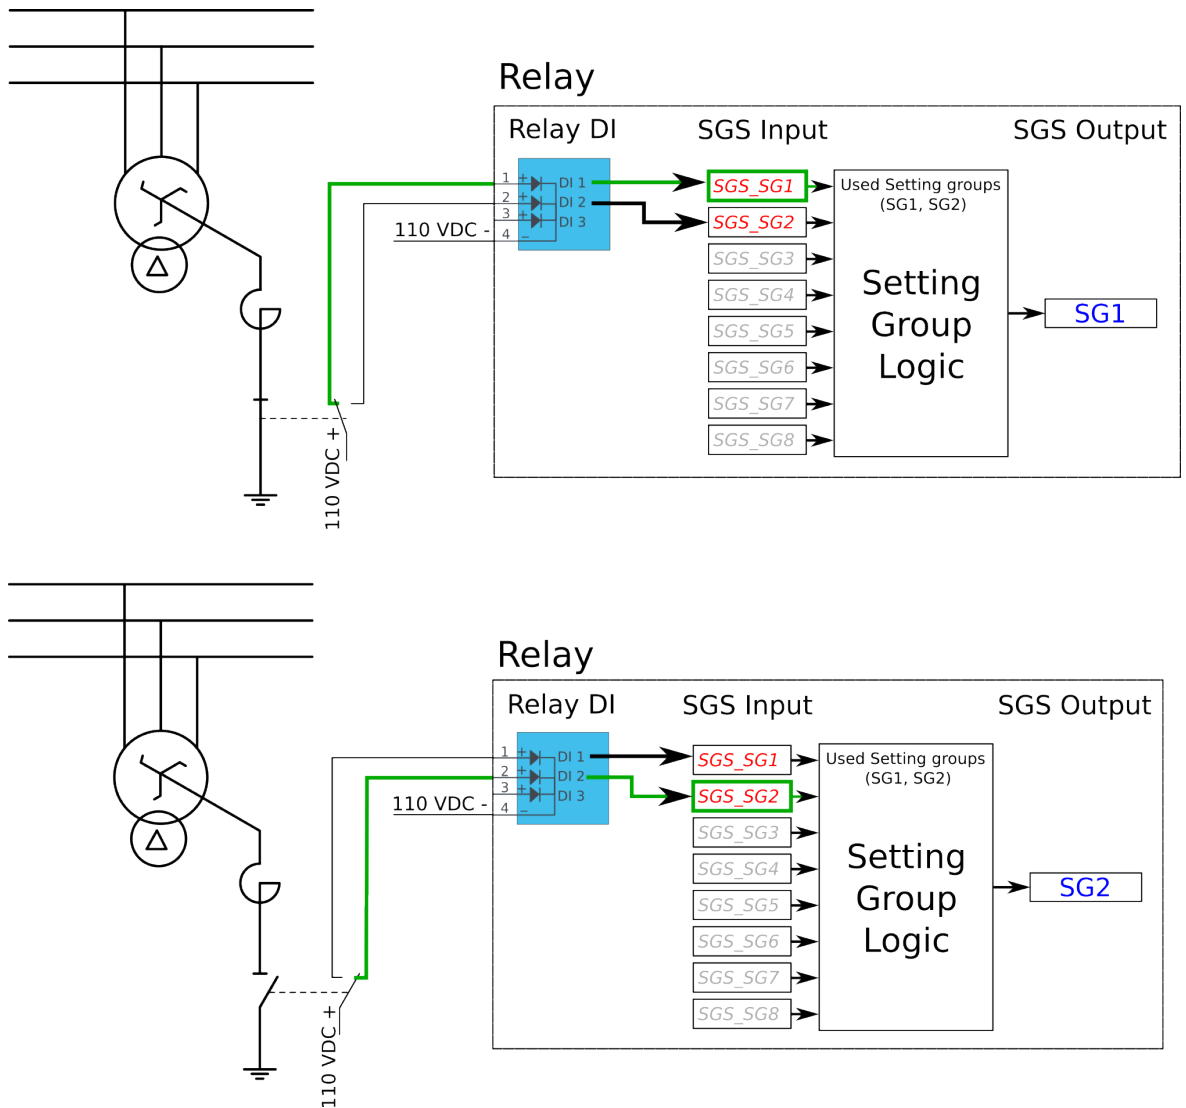 Relay
Relay DI
SGS Input
SGS Output
1
+
DI 1
2
+
DI 2
3
+
DI 3
4
−
110 VDC -
110 VDC +
SGS_SG1
SGS_SG2
SGS_SG3
SGS_SG4
SGS_SG5
SGS_SG6
SGS_SG7
SGS_SG8
Used Setting groups
(SG1, SG2)
Setting
Group
Logic
SG1
Relay
Relay DI
SGS Input
SGS Output
1
+
DI 1
2
+
DI 2
3
+
DI 3
4
−
110 VDC -
110 VDC +
SGS_SG1
SGS_SG2
SGS_SG3
SGS_SG4
SGS_SG5
SGS_SG6
SGS_SG7
SGS_SG8
Used Setting groups
(SG1, SG2)
Setting
Group
Logic
SG2